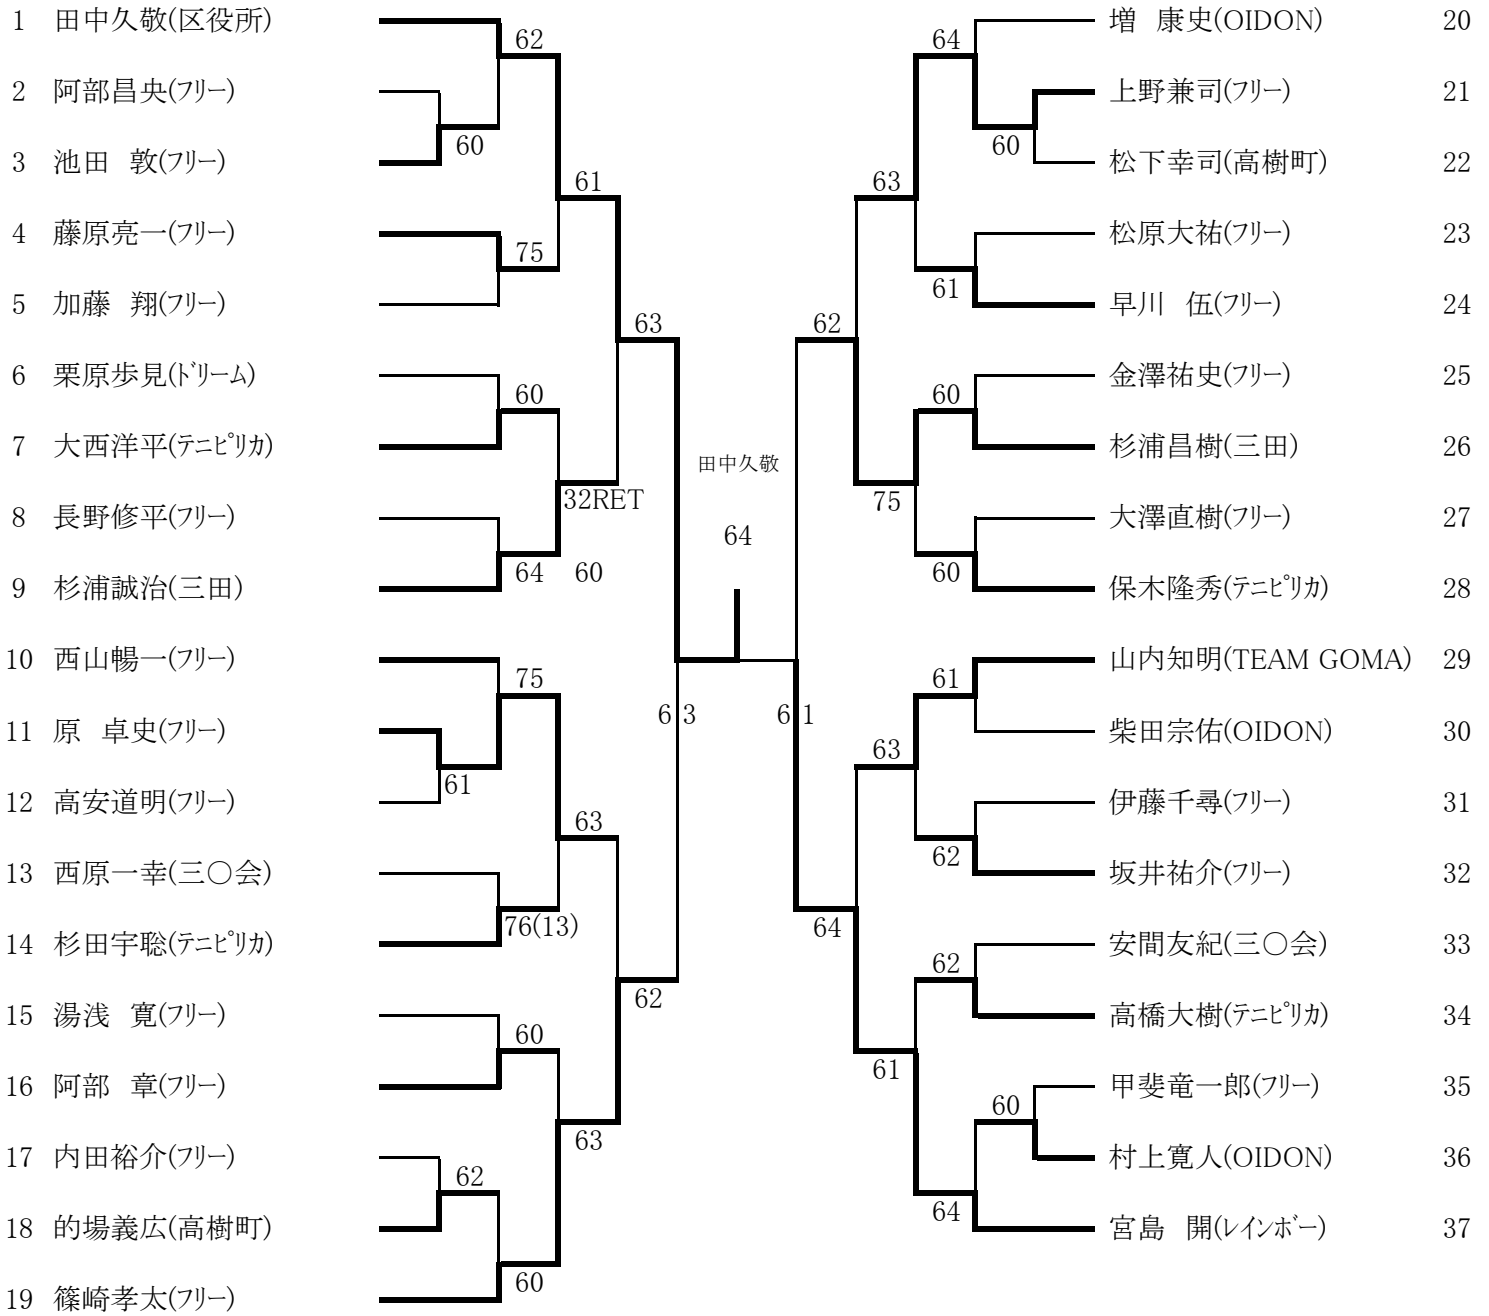 1 田中久敬(区役所)
2 阿部昌央(フリー)
3 池田 敦(フリー)
4 藤原亮一(フリー)
5 加藤 翔(フリー)
6 栗原歩見(ドリーム)
7 大西洋平(テニピリカ)
8 長野修平(フリー)
9 杉浦誠治(三田)
10 西山暢一(フリー)
11 原 卓史(フリー)
12 高安道明(フリー)
13 西原一幸(三〇会)
14 杉田宇聡(テニピリカ)
15 湯浅 寛(フリー)
16 阿部 章(フリー)
17 内田裕介(フリー)
18 的場義広(高樹町)
19 篠崎孝太(フリー)
62
60
75
60
64
75
61
76(13)
60
62
60
61
32RET
60
63
63
63
62
63
田中久敬
64
61
62
64
63
75
63
61
64
60
61
60
60
61
62
62
60
64
増 康史(OIDON) 20
上野兼司(フリー) 21
松下幸司(高樹町) 22
松原大祐(フリー) 23
早川 伍(フリー) 24
金澤祐史(フリー) 25
杉浦昌樹(三田) 26
大澤直樹(フリー) 27
保木隆秀(テニピリカ) 28
山内知明(TEAM GOMA) 29
柴田宗佑(OIDON) 30
伊藤千尋(フリー) 31
坂井祐介(フリー) 32
安間友紀(三〇会) 33
高橋大樹(テニピリカ) 34
甲斐竜一郎(フリー) 35
村上寛人(OIDON) 36
宮島 開(レインボー) 37